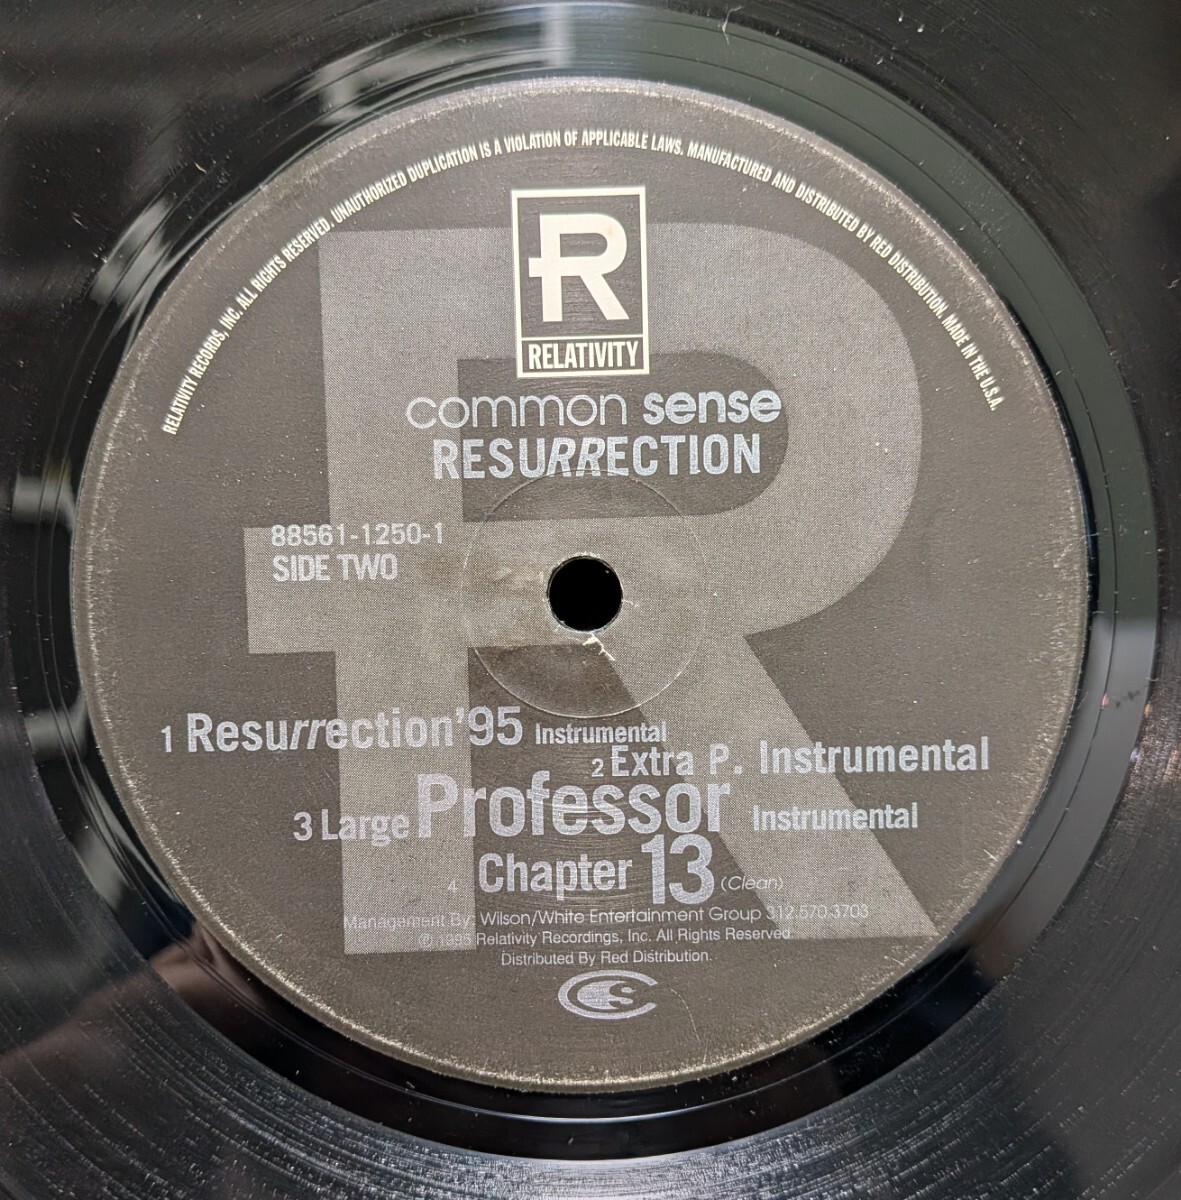 RELATIVITY RECORDS, INC. ALL RIGHTS RESERVED. UNAUTHORIZED DUPLICATION IS A VIOLATION OF APPLICABLE LAWS. MANUFACTURED AND DISTRIBUTED BY RED DISTRIBUTION. MADE IN THE U.S.A.
R
RELATIVITY
common sense
RESURRECTION
88561-1250-1
SIDE TWO
1 Resurrection'95 Instrumental
2 Extra P. Instrumental
3 Large Professor Instrumental
4 Chapter 13 (Clean)
Management By: Wilson/White Entertainment Group 312.570.3703
℗ 1995 Relativity Recordings, Inc. All Rights Reserved.
Distributed By Red Distribution.